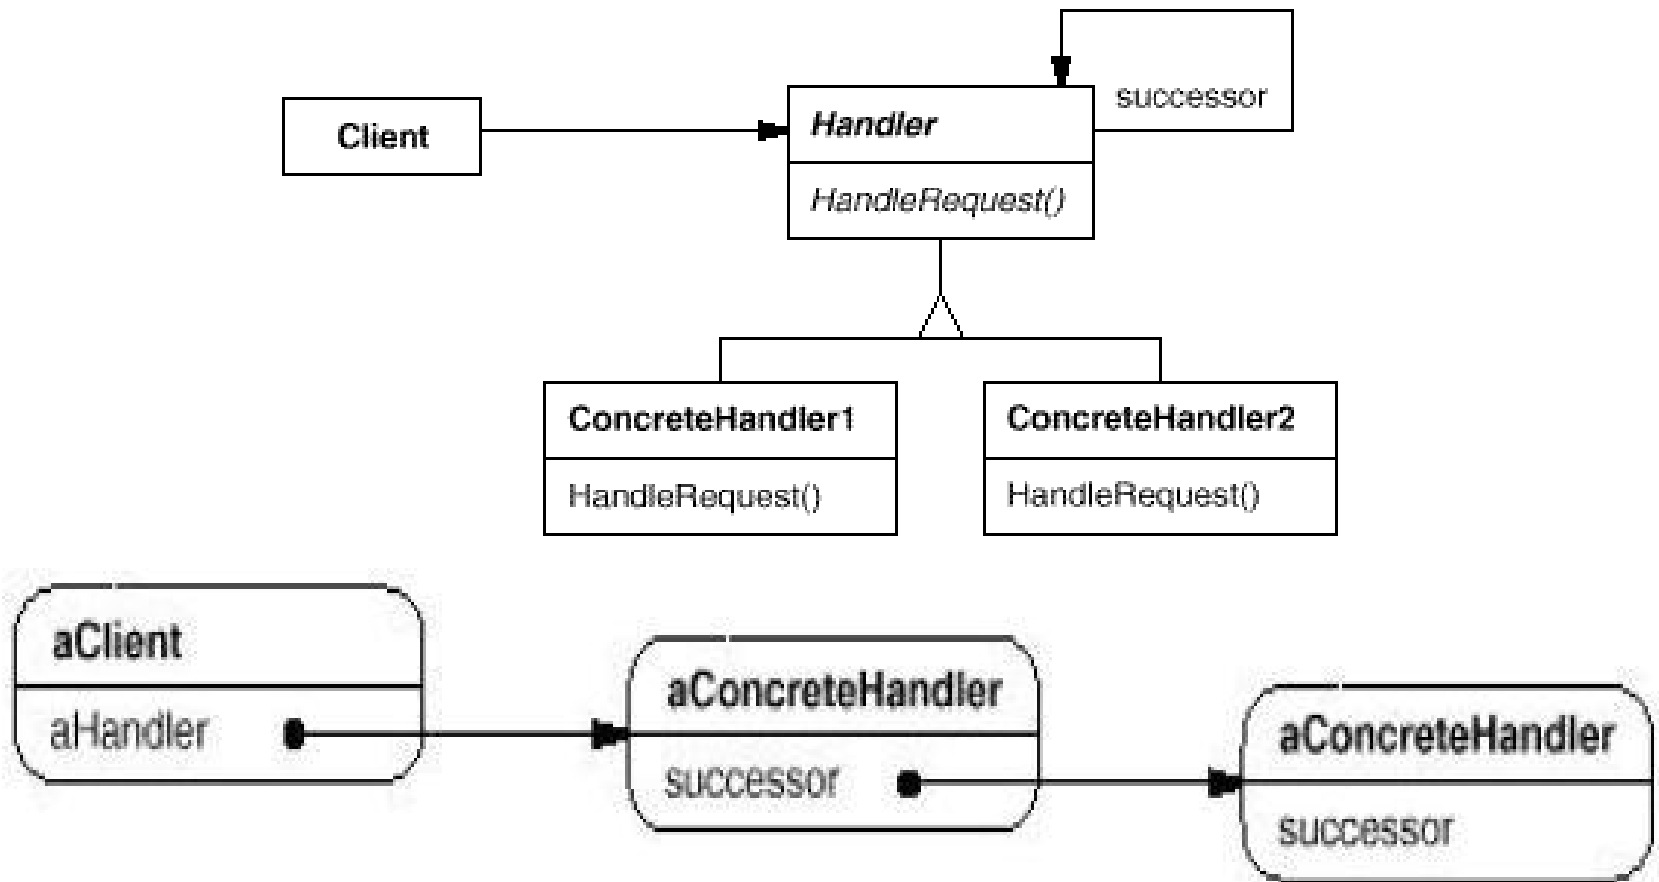 successor
Client
Handler
HandleRequest()
ConcreteHandler1
ConcreteHandler2
HandleRequest()
HandleRequest()
aClient
aHandler
aConcreteHandler
successor
aConcreteHandler
successor